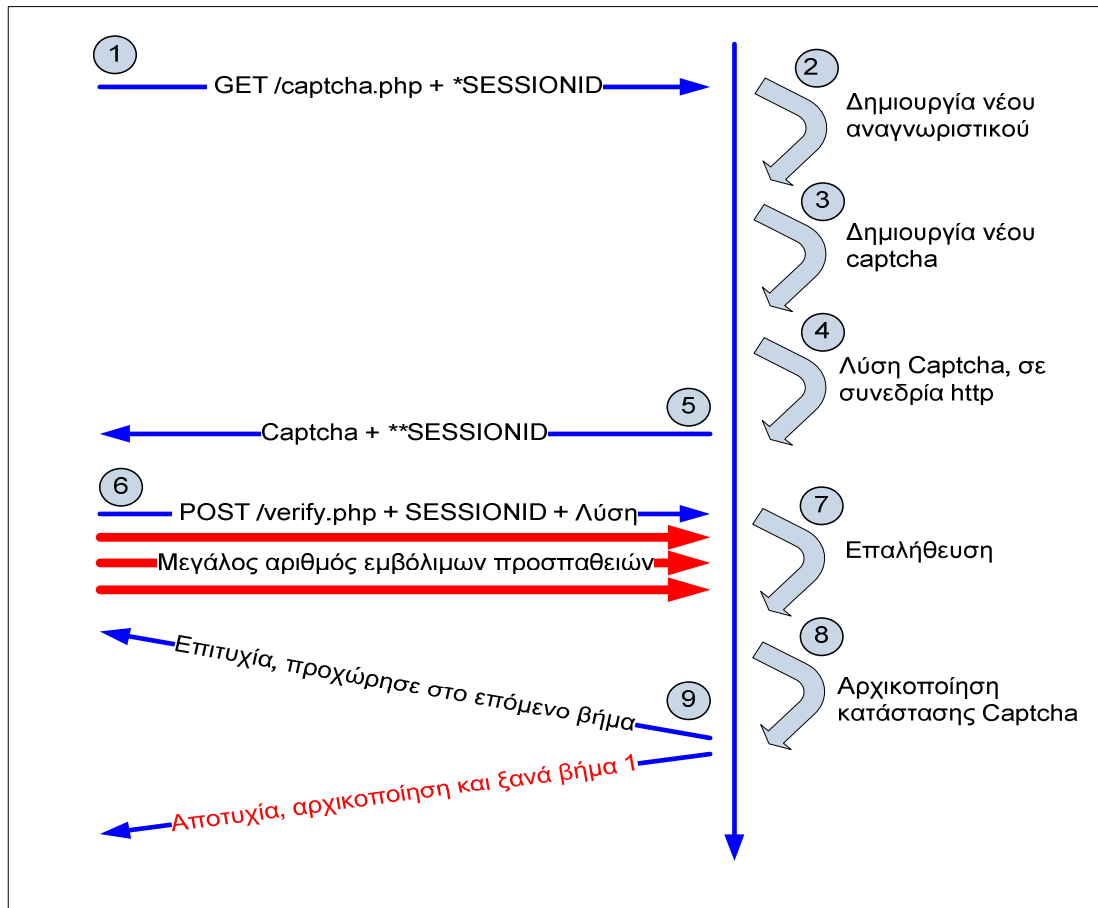 1
GET /captcha.php + *SESSIONID
2
Δημιουργία νέου
αναγνωριστικού
3
Δημιουργία νέου
captcha
4
Λύση Captcha, σε
συνεδρία http
5
Captcha + **SESSIONID
6
POST /verify.php + SESSIONID + Λύση
Μεγάλος αριθμός εμβόλιμων προσπαθειών
7
Επαλήθευση
8
Αρχικοποίηση
κατάστασης Captcha
Επιτυχία, προχώρησε στο επόμενο βήμα
9
Αποτυχία, αρχικοποίηση και ξανά βήμα 1